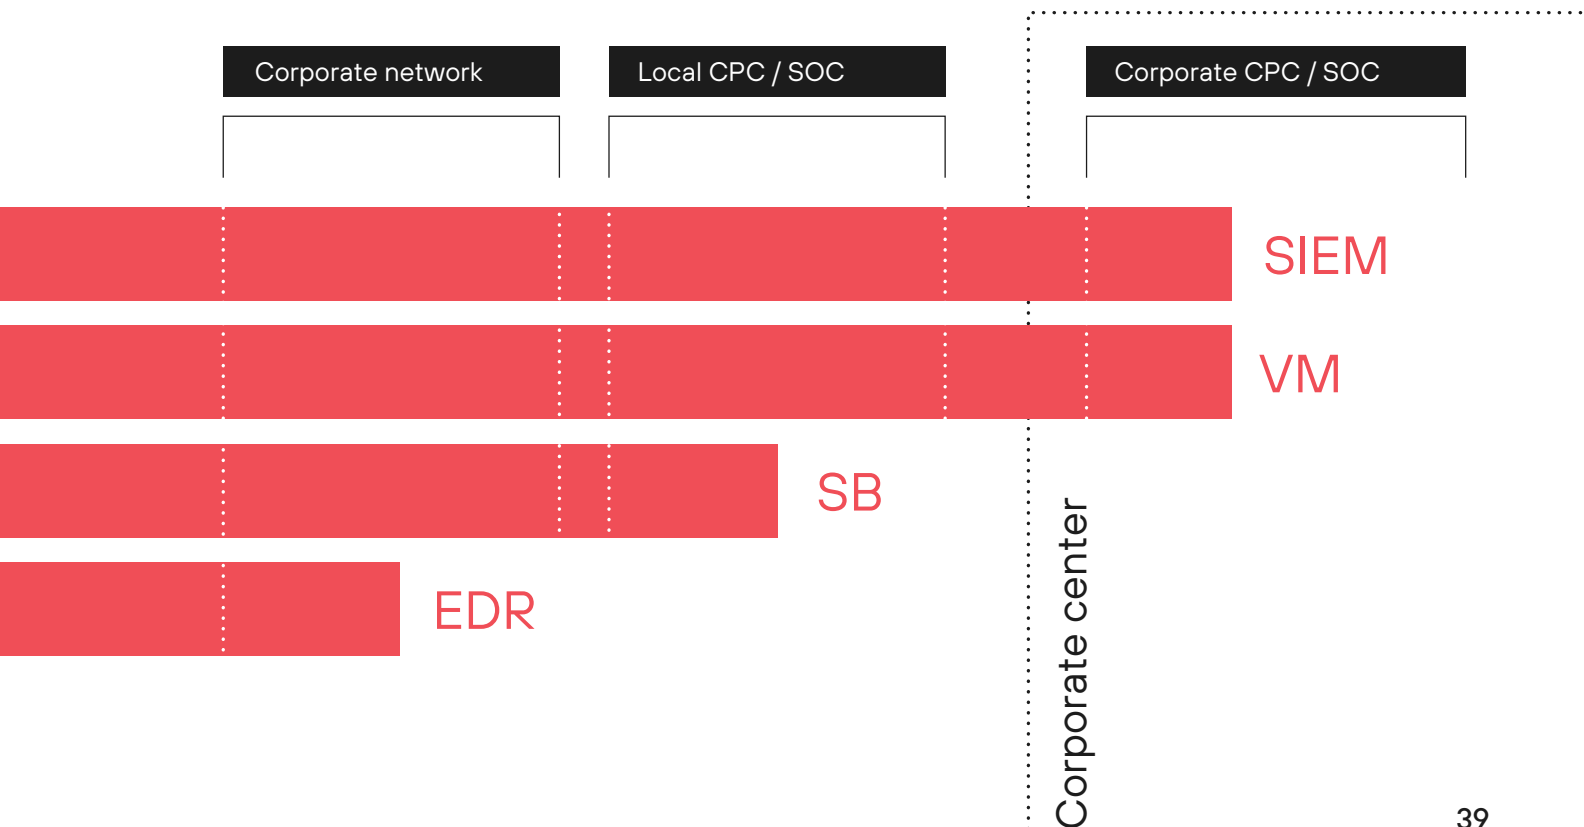 Corporate network
Local CPC / SOC
Corporate CPC / SOC
SIEM
VM
SB
EDR
Corporate center
39